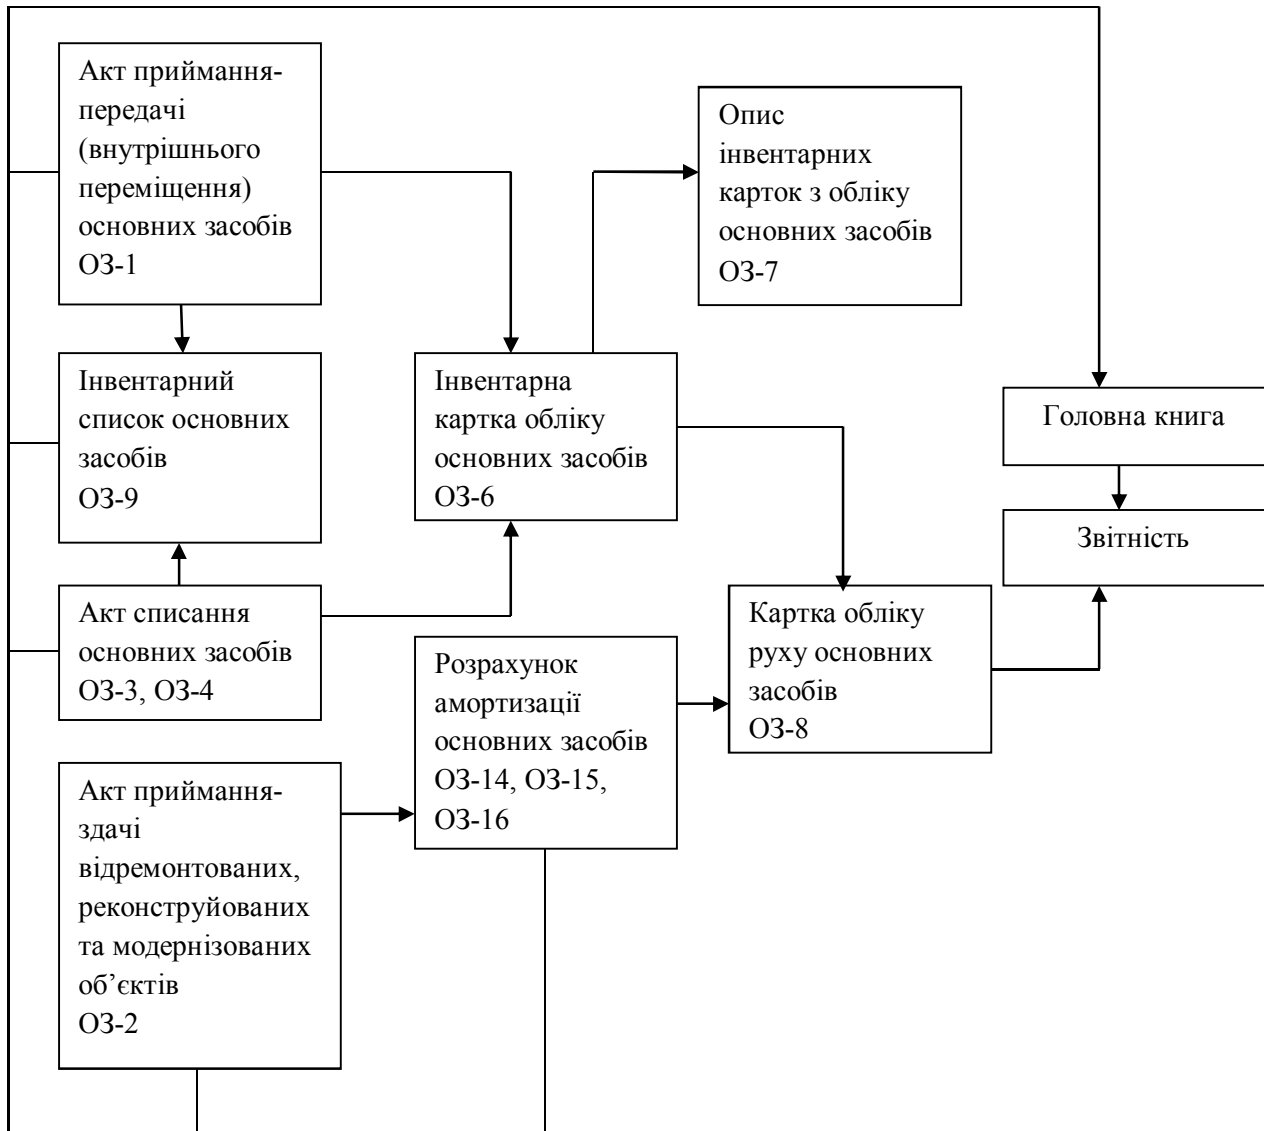 Акт приймання-
передачі
(внутрішнього
переміщення)
основних засобів
ОЗ-1
Опис
інвентарних
карток з обліку
основних засобів
ОЗ-7
Інвентарний
список основних
засобів
ОЗ-9
Інвентарна
картка обліку
основних засобів
ОЗ-6
Головна книга
Звітність
Акт списання
основних засобів
ОЗ-3, ОЗ-4
Розрахунок
амортизації
основних засобів
ОЗ-14, ОЗ-15,
ОЗ-16
Картка обліку
руху основних
засобів
ОЗ-8
Акт приймання-
здачі
відремонтованих,
реконструйованих
та модернізованих
об’єктів
ОЗ-2